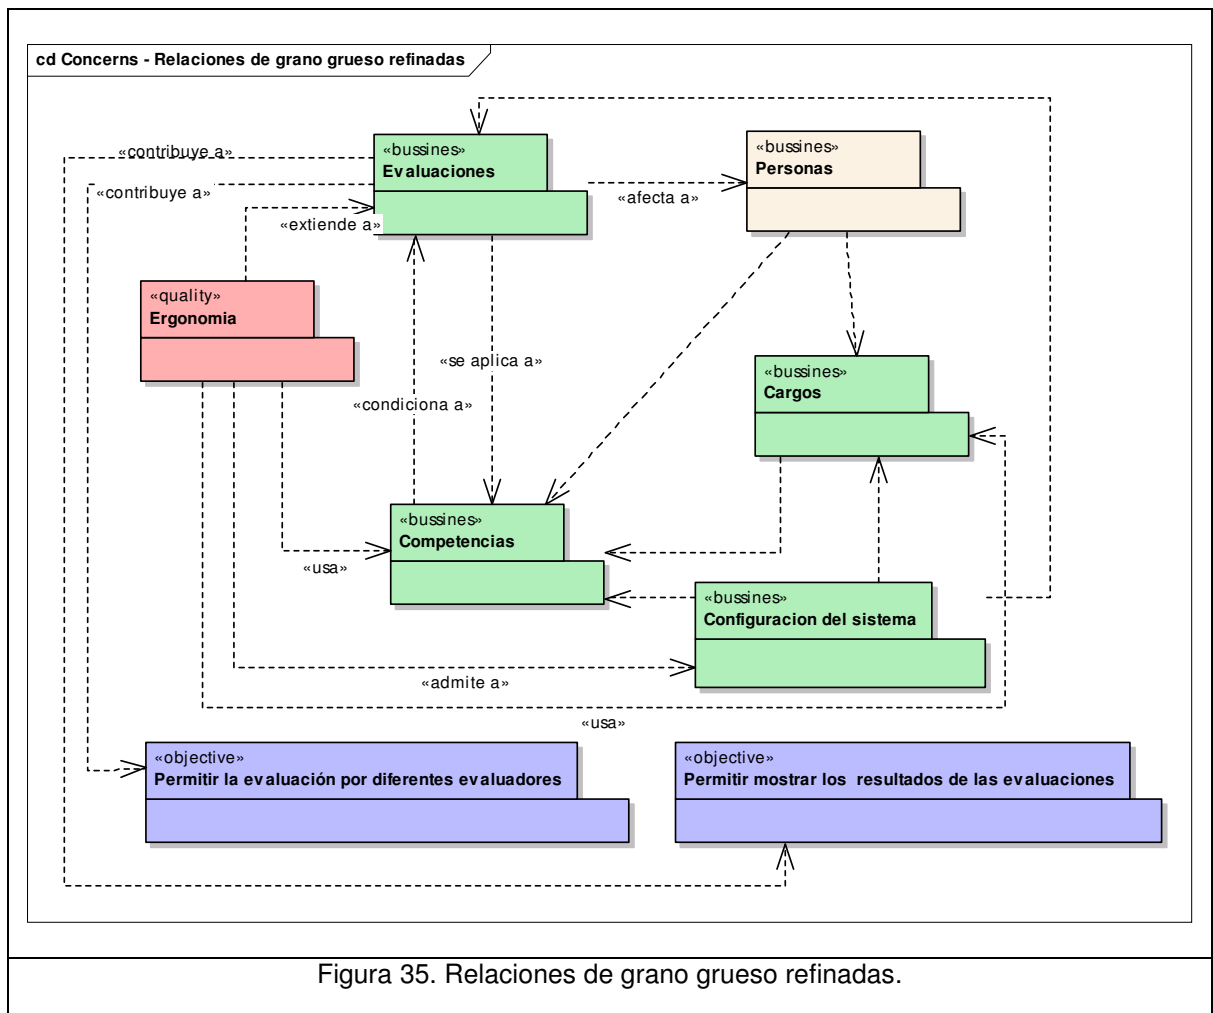 cd Concerns - Relaciones de grano grueso refinadas
«contribuye a»
«contribuye a»
«bussines»
Evaluaciones
«bussines»
Personas
«afecta a»
«extiende a»
«quality»
Ergonomia
«se aplica a»
«condiciona a»
«bussines»
Cargos
«bussines»
Competencias
«usa»
«bussines»
Configuracion del sistema
«admite a»
«usa»
«objective»
Permitir la evaluación por diferentes evaluadores
«objective»
Permitir mostrar los resultados de las evaluaciones
Figura 35. Relaciones de grano grueso refinadas.